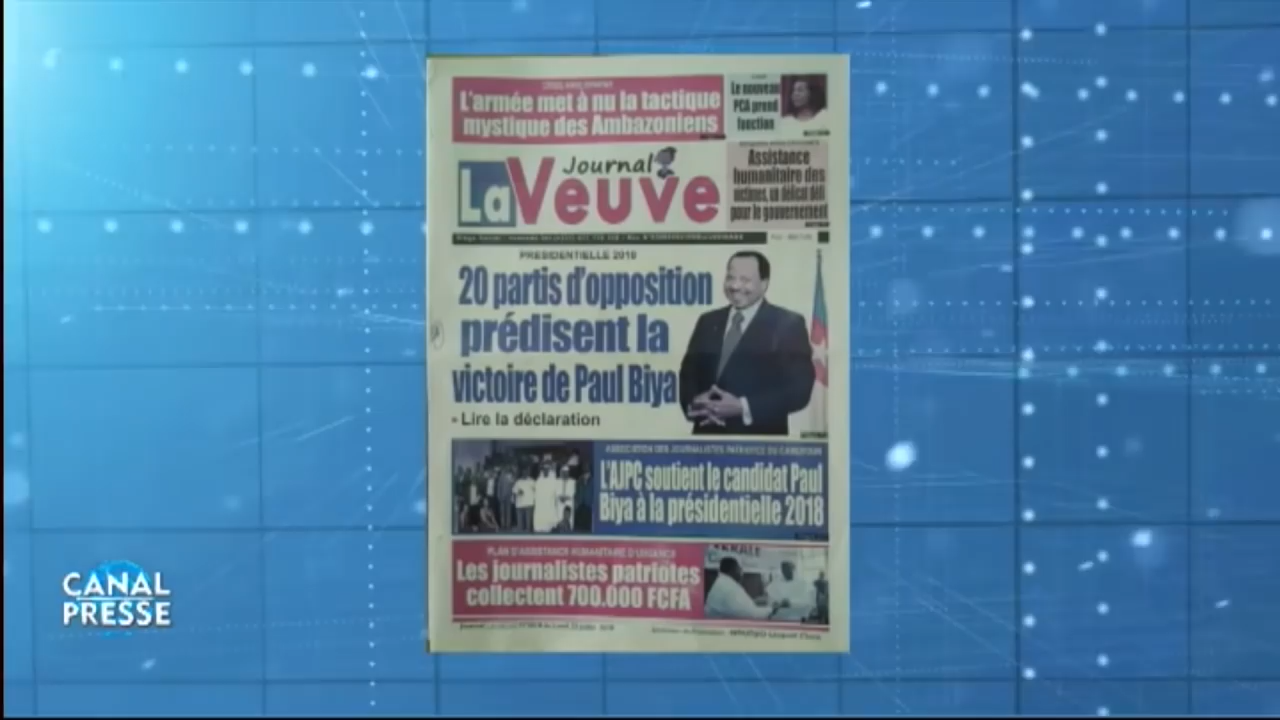 L'armée met à nu la tactique
mystique des Ambazoniens
Le nouveau
PCA prend
fonction
Journal
La Veuve
Assistance
humanitaire des
victimes, un délicat défi
pour le gouvernement
PRESIDENTIELLE 2018
20 partis d'opposition
prédisent la
victoire de Paul Biya
Lire la déclaration
ASSOCIATION DES JOURNALISTES PATRIOTES DU CAMEROUN
L'AJPC soutient le candidat Paul
Biya à la présidentielle 2018
PLAN D'ASSISTANCE HUMANITAIRE D'URGENCE
Les journalistes patriotes
collectent 700.000 FCFA
CANAL
PRESSE